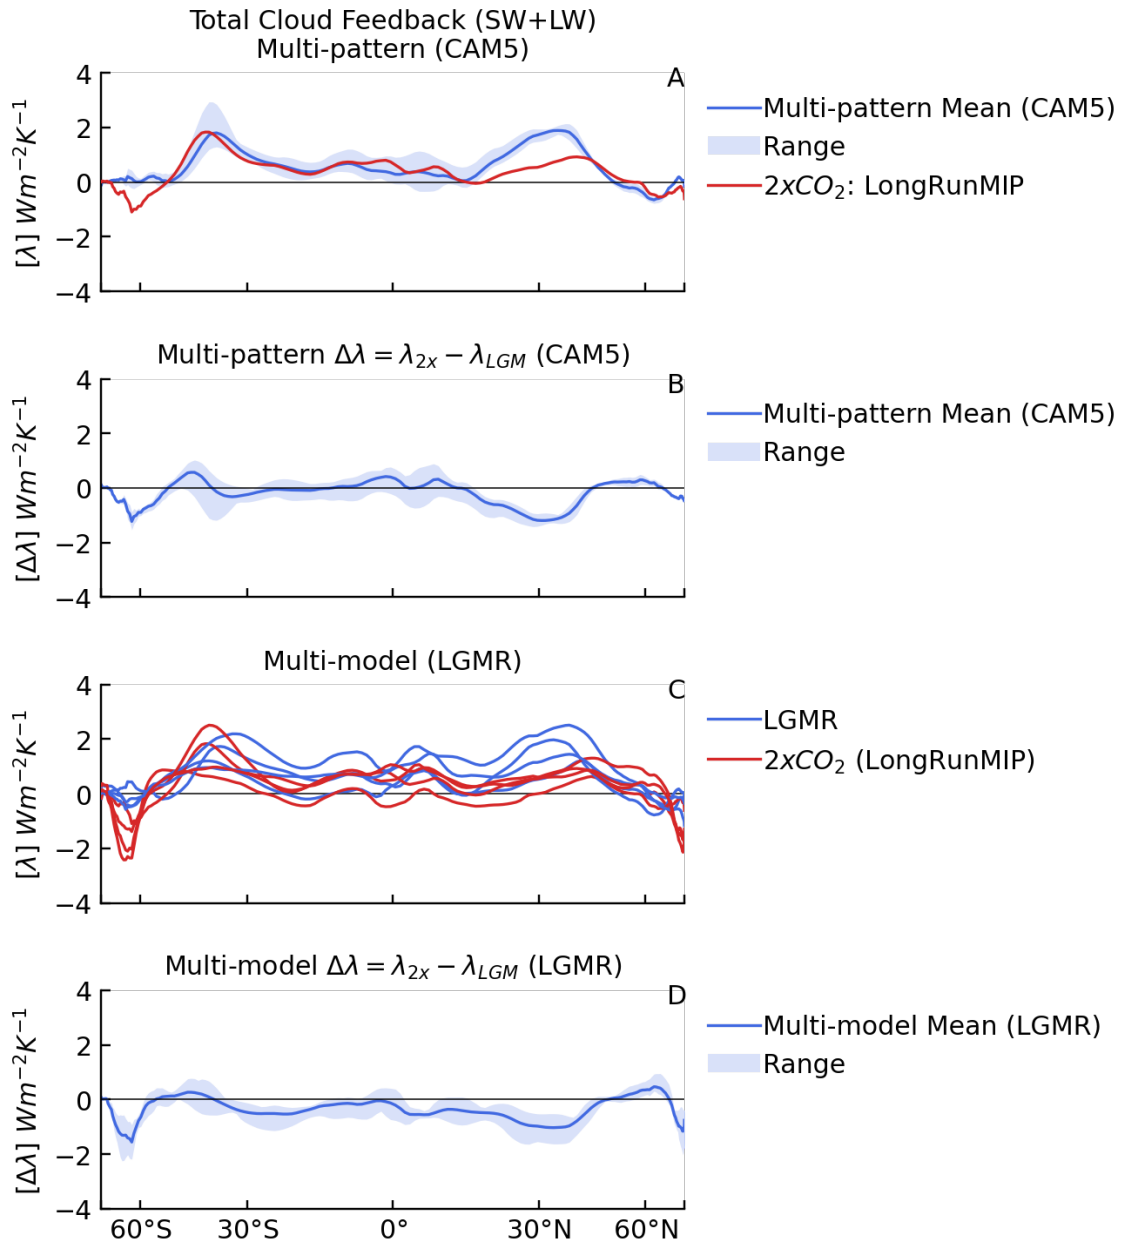 Total Cloud Feedback (SW+LW)
Multi-pattern (CAM5)
A
4
2
0
−2
−4
[λ] Wm⁻²K⁻¹
Multi-pattern Mean (CAM5)
Range
2xCO₂: LongRunMIP
Multi-pattern Δλ = λ₂ₓ − λ_LGM (CAM5)
B
4
2
0
−2
−4
[Δλ] Wm⁻²K⁻¹
Multi-pattern Mean (CAM5)
Range
Multi-model (LGMR)
C
4
2
0
−2
−4
[λ] Wm⁻²K⁻¹
LGMR
2xCO₂ (LongRunMIP)
Multi-model Δλ = λ₂ₓ − λ_LGM (LGMR)
D
4
2
0
−2
−4
[Δλ] Wm⁻²K⁻¹
Multi-model Mean (LGMR)
Range
60°S 30°S 0° 30°N 60°N